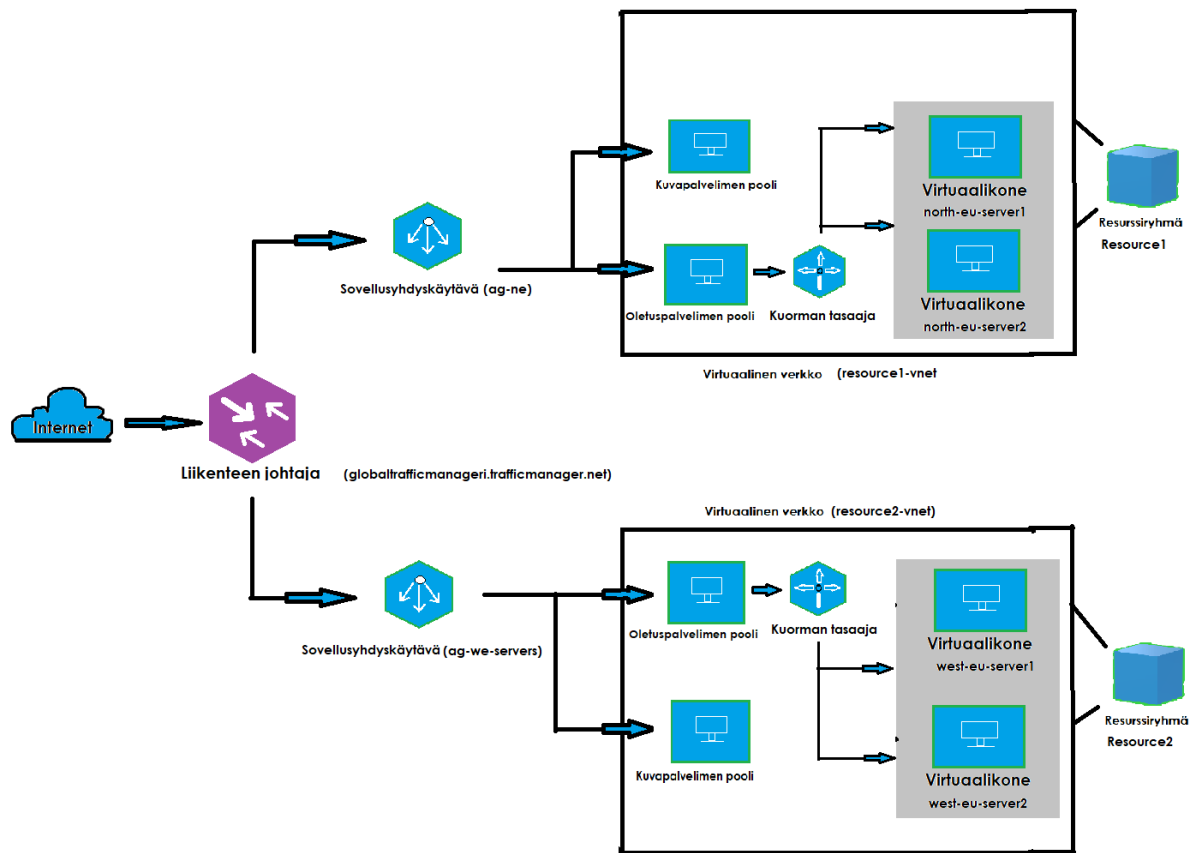 Kuvapalvelimen pooli
Virtuaalikone
north-eu-server1
Resurssiryhmä
Resource1
Sovellusyhdyskäytävä (ag-ne)
Oletuspalvelimen pooli
Kuorman tasaaja
Virtuaalikone
north-eu-server2
Virtuaalinen verkko (resource1-vnet
Internet
Liikenteen johtaja (globaltrafficmanageri.trafficmanager.net)
Virtuaalinen verkko (resource2-vnet)
Sovellusyhdyskäytävä (ag-we-servers)
Oletuspalvelimen pooli
Kuorman tasaaja
Virtuaalikone
west-eu-server1
Resurssiryhmä
Resource2
Kuvapalvelimen pooli
Virtuaalikone
west-eu-server2